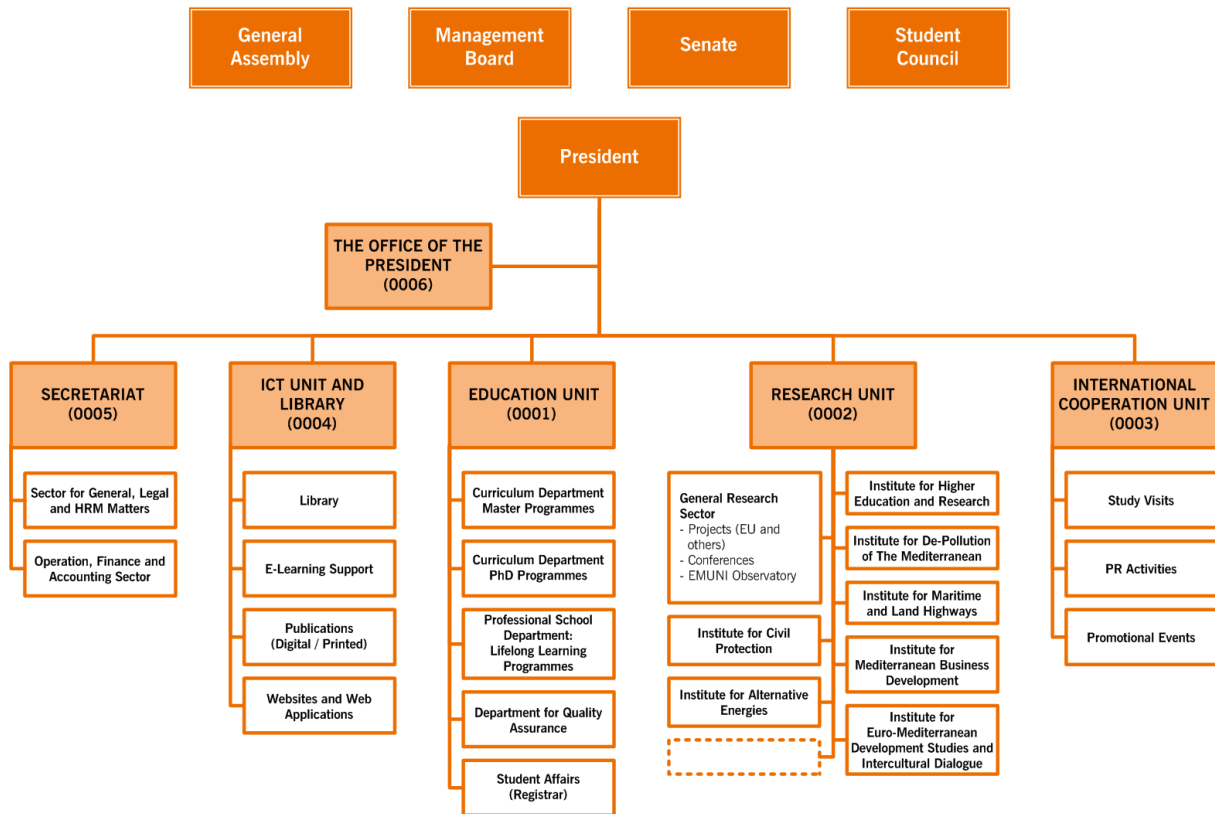 General
Assembly
Management
Board
Senate
Student
Council
President
THE OFFICE OF THE
PRESIDENT
(0006)
SECRETARIAT
(0005)
Sector for General, Legal
and HRM Matters
Operation, Finance and
Accounting Sector
ICT UNIT AND
LIBRARY
(0004)
Library
E-Learning Support
Publications
(Digital / Printed)
Websites and Web
Applications
EDUCATION UNIT
(0001)
Curriculum Department
Master Programmes
Curriculum Department
PhD Programmes
Professional School
Department:
Lifelong Learning
Programmes
Department for Quality
Assurance
Student Affairs
(Registrar)
RESEARCH UNIT
(0002)
General Research
Sector
- Projects (EU and
others)
- Conferences
- EMUNI Observatory
Institute for Civil
Protection
Institute for Alternative
Energies
Institute for Higher
Education and Research
Institute for De-Pollution
of The Mediterranean
Institute for Maritime
and Land Highways
Institute for
Mediterranean Business
Development
Institute for
Euro-Mediterranean
Development Studies and
Intercultural Dialogue
INTERNATIONAL
COOPERATION UNIT
(0003)
Study Visits
PR Activities
Promotional Events